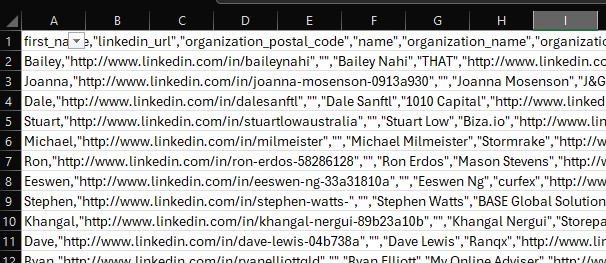 A B C D E F G H I
1 first_na e,"linkedin_url","organization_postal_code","name","organization_name","organizatio
2 Bailey,"http://www.linkedin.com/in/baileynahi","","Bailey Nahi","THAT","http://www.linkedin.co
3 Joanna,"http://www.linkedin.com/in/joanna-mosenson-0913a930","","Joanna Mosenson","J&G
4 Dale,"http://www.linkedin.com/in/dalesanftl","","Dale Sanftl","1010 Capital","http://www.linked
5 Stuart,"http://www.linkedin.com/in/stuartlowaustralia","","Stuart Low","Biza.io","http://www.lin
6 Michael,"http://www.linkedin.com/in/milmeister","","Michael Milmeister","Stormrake","http://w
7 Ron,"http://www.linkedin.com/in/ron-erdos-58286128","","Ron Erdos","Mason Stevens","http://w
8 Eeswen,"http://www.linkedin.com/in/eeswen-ng-33a31810a","","Eeswen Ng","curfex","http://w
9 Stephen,"http://www.linkedin.com/in/stephen-watts-","","Stephen Watts","BASE Global Solution
10 Khangal,"http://www.linkedin.com/in/khangal-nergui-89b23a10b","","Khangal Nergui","Storepa
11 Dave,"http://www.linkedin.com/in/dave-lewis-04b738a","","Dave Lewis","Ranqx","http://www.li
12 Ryan,"http://www.linkedin.com/in/ryanelliottqld","","Ryan Elliott","My Online Adviser","http://w